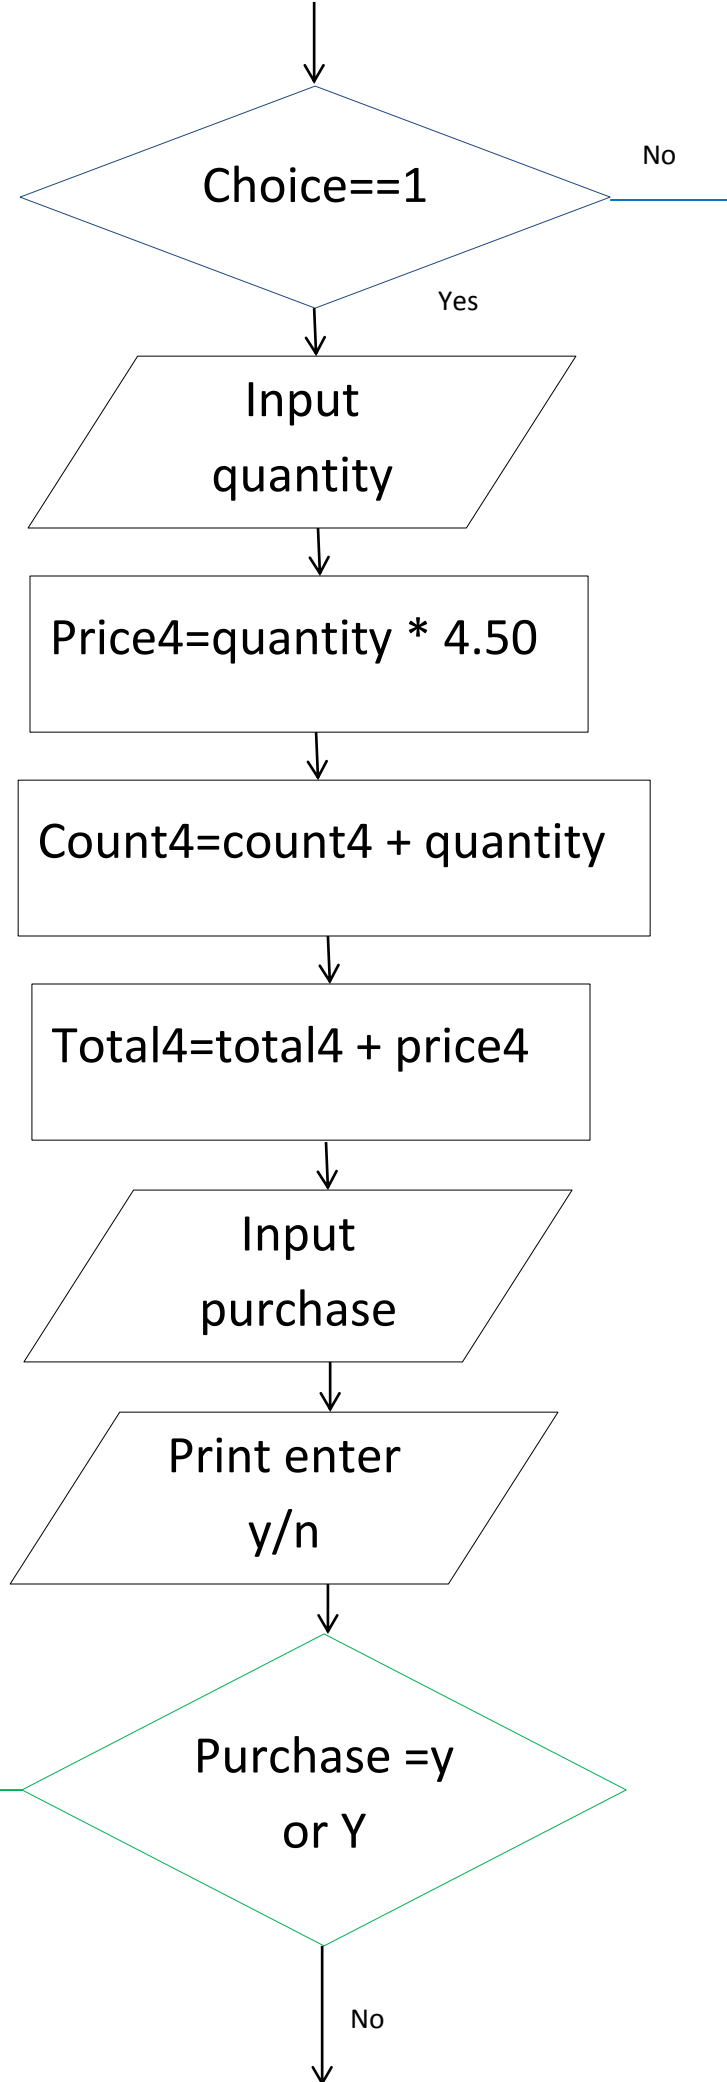 Choice==1
No
Yes
Input
quantity
Price4=quantity * 4.50
Count4=count4 + quantity
Total4=total4 + price4
Input
purchase
Print enter
y/n
Purchase =y
or Y
No